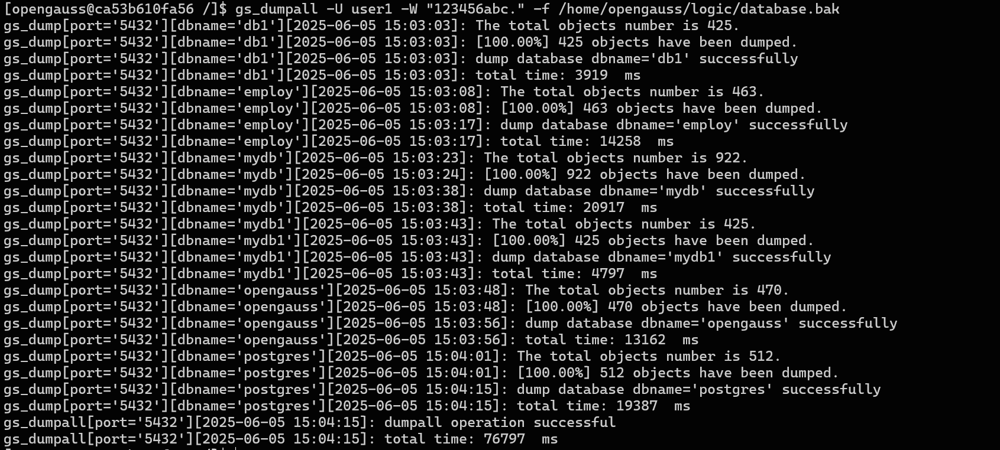 [opengauss@ca53b610fa56 /]$ gs_dumpall -U user1 -W "123456abc." -f /home/opengauss/logic/database.bak
gs_dump[port='5432'][dbname='db1'][2025-06-05 15:03:03]: The total objects number is 425.
gs_dump[port='5432'][dbname='db1'][2025-06-05 15:03:03]: [100.00%] 425 objects have been dumped.
gs_dump[port='5432'][dbname='db1'][2025-06-05 15:03:03]: dump database dbname='db1' successfully
gs_dump[port='5432'][dbname='db1'][2025-06-05 15:03:03]: total time: 3919  ms
gs_dump[port='5432'][dbname='employ'][2025-06-05 15:03:08]: The total objects number is 463.
gs_dump[port='5432'][dbname='employ'][2025-06-05 15:03:08]: [100.00%] 463 objects have been dumped.
gs_dump[port='5432'][dbname='employ'][2025-06-05 15:03:17]: dump database dbname='employ' successfully
gs_dump[port='5432'][dbname='employ'][2025-06-05 15:03:17]: total time: 14258  ms
gs_dump[port='5432'][dbname='mydb'][2025-06-05 15:03:23]: The total objects number is 922.
gs_dump[port='5432'][dbname='mydb'][2025-06-05 15:03:24]: [100.00%] 922 objects have been dumped.
gs_dump[port='5432'][dbname='mydb'][2025-06-05 15:03:38]: dump database dbname='mydb' successfully
gs_dump[port='5432'][dbname='mydb'][2025-06-05 15:03:38]: total time: 20917  ms
gs_dump[port='5432'][dbname='mydb1'][2025-06-05 15:03:43]: The total objects number is 425.
gs_dump[port='5432'][dbname='mydb1'][2025-06-05 15:03:43]: [100.00%] 425 objects have been dumped.
gs_dump[port='5432'][dbname='mydb1'][2025-06-05 15:03:43]: dump database dbname='mydb1' successfully
gs_dump[port='5432'][dbname='mydb1'][2025-06-05 15:03:43]: total time: 4797  ms
gs_dump[port='5432'][dbname='opengauss'][2025-06-05 15:03:48]: The total objects number is 470.
gs_dump[port='5432'][dbname='opengauss'][2025-06-05 15:03:48]: [100.00%] 470 objects have been dumped.
gs_dump[port='5432'][dbname='opengauss'][2025-06-05 15:03:56]: dump database dbname='opengauss' successfully
gs_dump[port='5432'][dbname='opengauss'][2025-06-05 15:03:56]: total time: 13162  ms
gs_dump[port='5432'][dbname='postgres'][2025-06-05 15:04:01]: The total objects number is 512.
gs_dump[port='5432'][dbname='postgres'][2025-06-05 15:04:01]: [100.00%] 512 objects have been dumped.
gs_dump[port='5432'][dbname='postgres'][2025-06-05 15:04:15]: dump database dbname='postgres' successfully
gs_dump[port='5432'][dbname='postgres'][2025-06-05 15:04:15]: total time: 19387  ms
gs_dumpall[port='5432'][2025-06-05 15:04:15]: dumpall operation successful
gs_dumpall[port='5432'][2025-06-05 15:04:15]: total time: 76797  ms